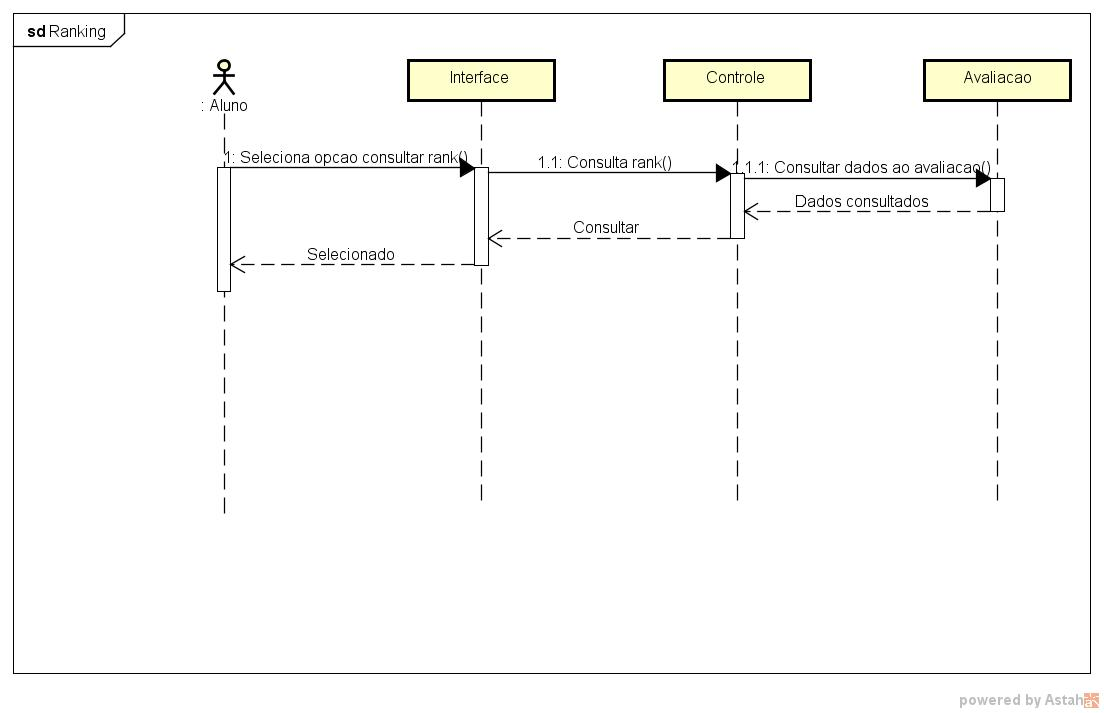 sd Ranking
: Aluno
Interface
Controle
Avaliacao
1: Seleciona opcao consultar rank()
1.1: Consulta rank()
1.1.1: Consultar dados ao avaliacao()
Dados consultados
Consultar
Selecionado
powered by Astah